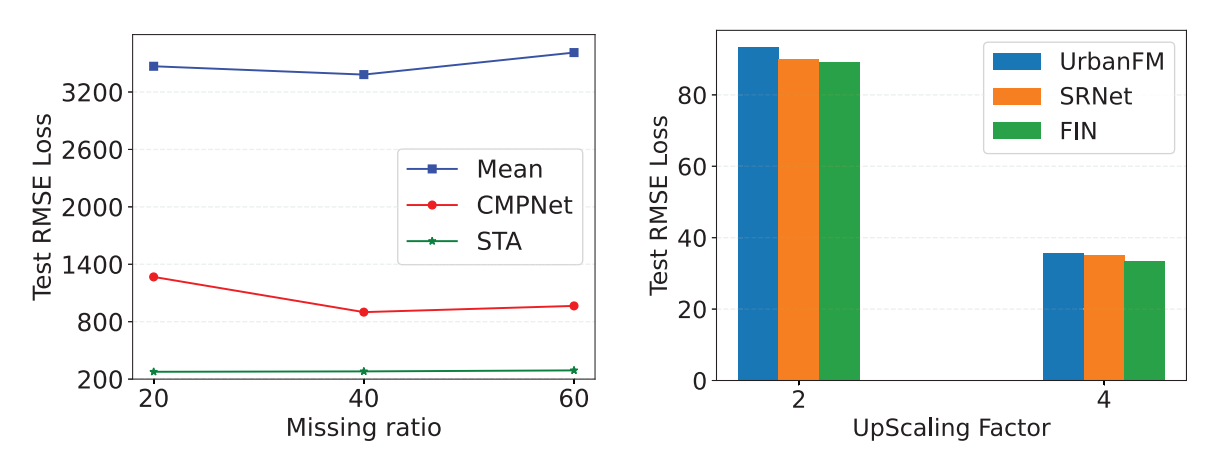 Test RMSE Loss
3200
2600
2000
1400
800
200
20
40
60
Missing ratio
Mean
CMPNet
STA
Test RMSE Loss
80
60
40
20
0
2
4
UpScaling Factor
UrbanFM
SRNet
FIN